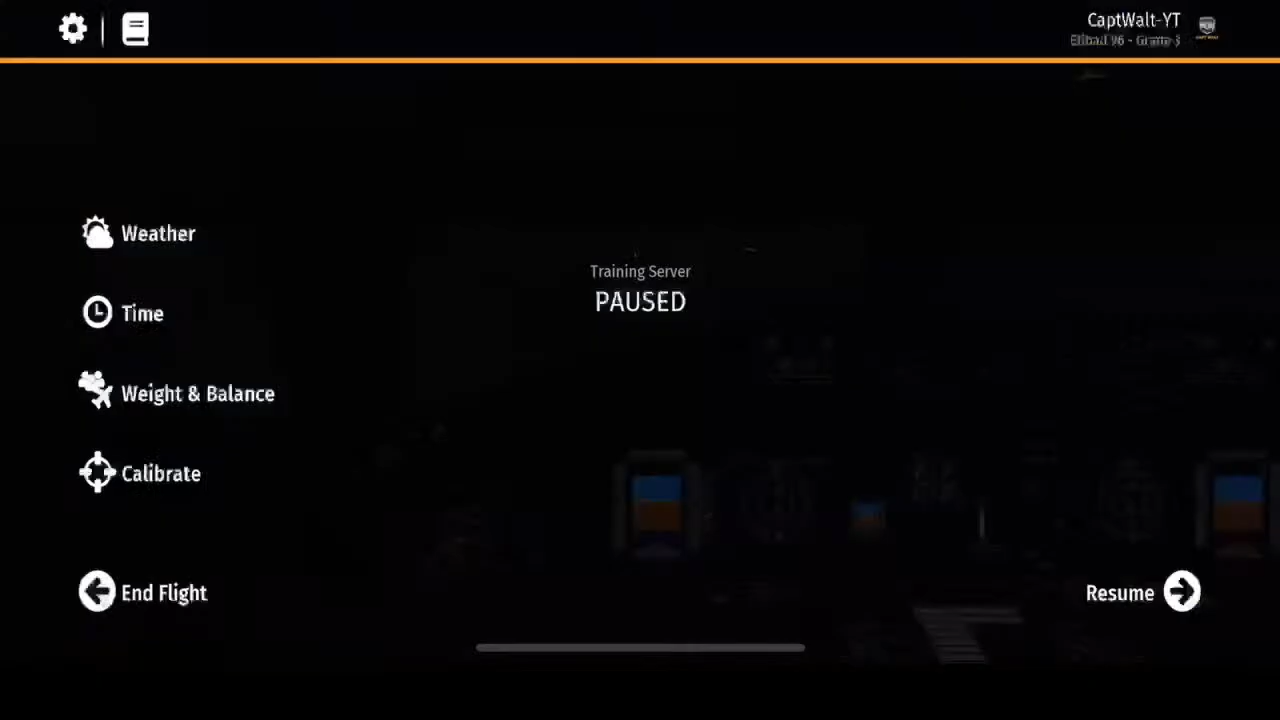 CaptWalt-YT
Weather
Training Server
PAUSED
Time
Weight & Balance
Calibrate
End Flight
Resume